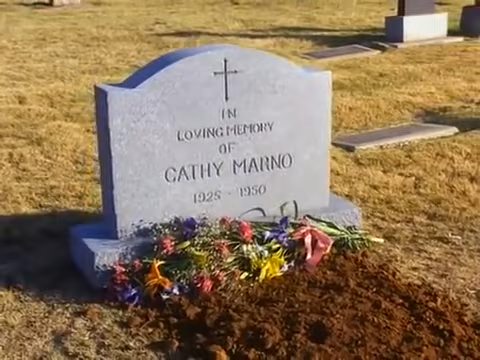 IN
LOVING MEMORY
OF
CATHY MARNO
1925 - 1950